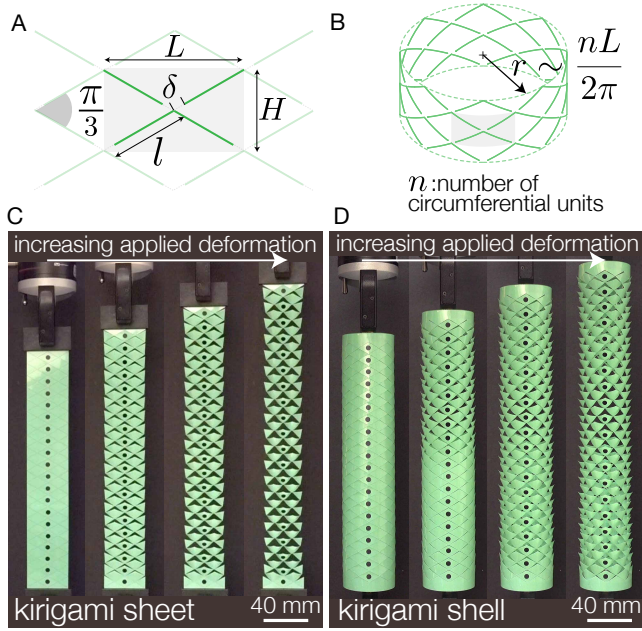 A
L
δ
π
3
H
l
B
r ∼ nL
2π
n :number of
circumferential units
C
increasing applied deformation
kirigami sheet
40 mm
D
increasing applied deformation
kirigami shell
40 mm